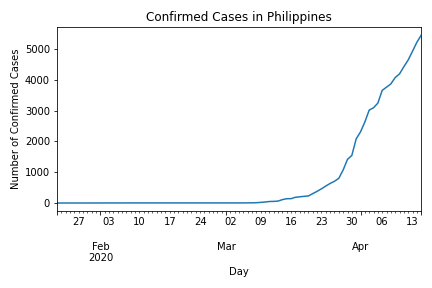 Confirmed Cases in Philippines
Number of Confirmed Cases
5000
4000
3000
2000
1000
0
27 03 10 17 24 02 09 16 23 30 06 13
Feb Mar Apr
2020
Day